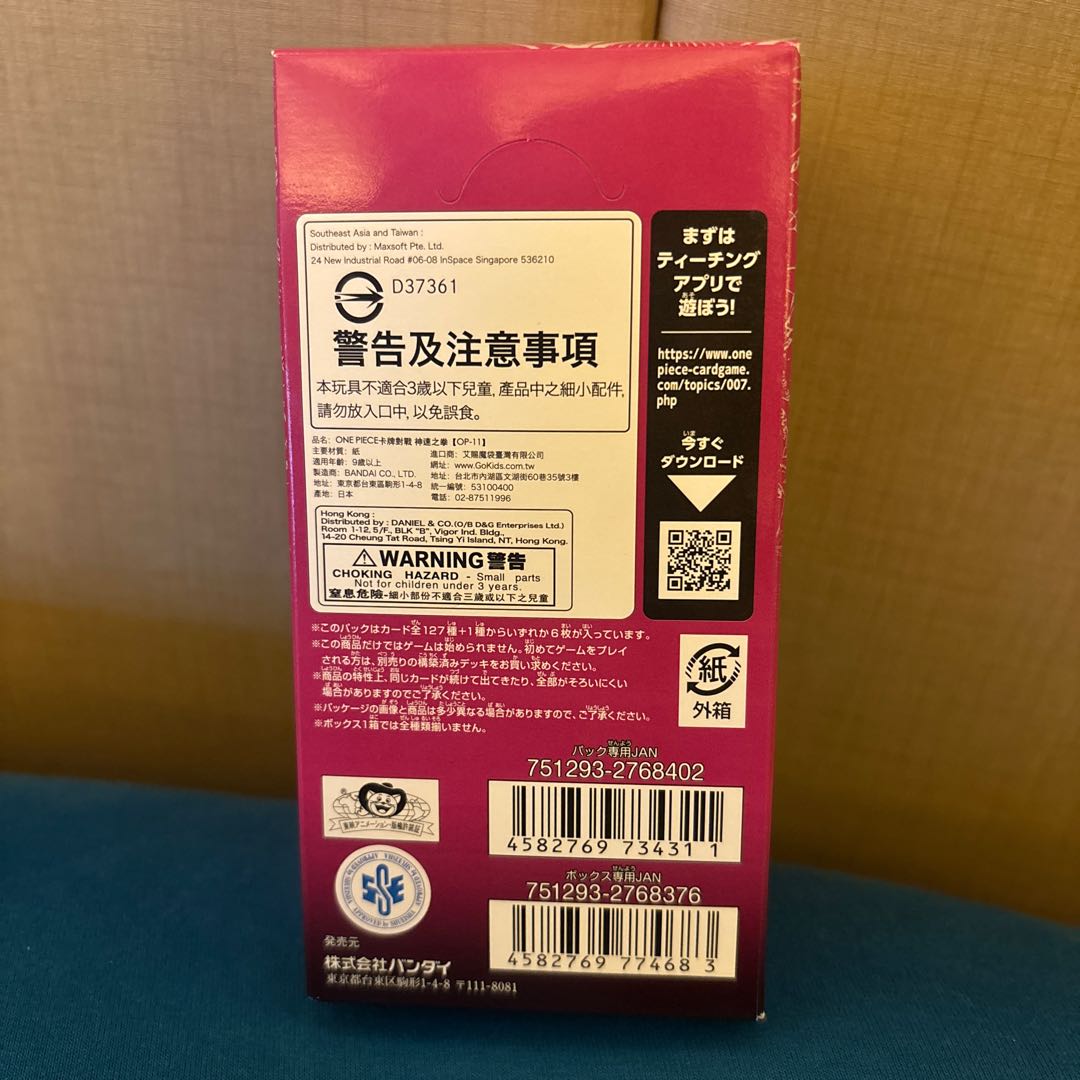 Southeast Asia and Taiwan :
Distributed by : Maxsoft Pte. Ltd.
24 New Industrial Road #06-08 InSpace Singapore 536210
D37361
警告及注意事項
本玩具不適合3歲以下兒童, 產品中之細小配件,
請勿放入口中, 以免誤食。
品名: ONE PIECE卡牌對戰 神速之拳【OP-11】
主要材質: 紙
適用年齡: 9歲以上
製造商: BANDAI CO., LTD.
地址: 東京都台東區駒形1-4-8
產地: 日本
進口商: 艾賜魔袋臺灣有限公司
網址: www.GoKids.com.tw
地址: 台北市內湖區文湖街60巷35號3樓
統一編號: 53100400
電話: 02-87511996
Hong Kong :
Distributed by : DANIEL & CO.(O/B D&G Enterprises Ltd.)
Room 1-12, 5/F., BLK "B", Vigor Ind. Bldg.,
14-20 Cheung Tat Road, Tsing Yi Island, NT, Hong Kong.
⚠WARNING 警告
CHOKING HAZARD - Small parts
Not for children under 3 years.
窒息危險-細小部份不適合三歲或以下之兒童
まずは
ティーチング
アプリで
遊ぼう!
https://www.one
piece-cardgame.
com/topics/007.
php
今すぐ
ダウンロード
※このパックはカード全127種+1種からいずれか6枚が入っています。
※この商品だけではゲームは始められません。初めてゲームをプレイ
される方は、別売りの構築済みデッキをお買い求めください。
※商品の特性上、同じカードが続けて出てきたり、全部がそろいにくい
場合がありますのでご了承ください。
※パッケージの画像と商品は多少異なる場合がありますので、ご了承ください。
※ボックス1箱では全種類揃いません。
紙
外箱
パック専用JAN
751293-2768402
4582769 73431 1
ボックス専用JAN
751293-2768376
4582769 77468 3
東映アニメーション・版権許諾証
SSE
発売元
株式会社バンダイ
東京都台東区駒形1-4-8 〒111-8081